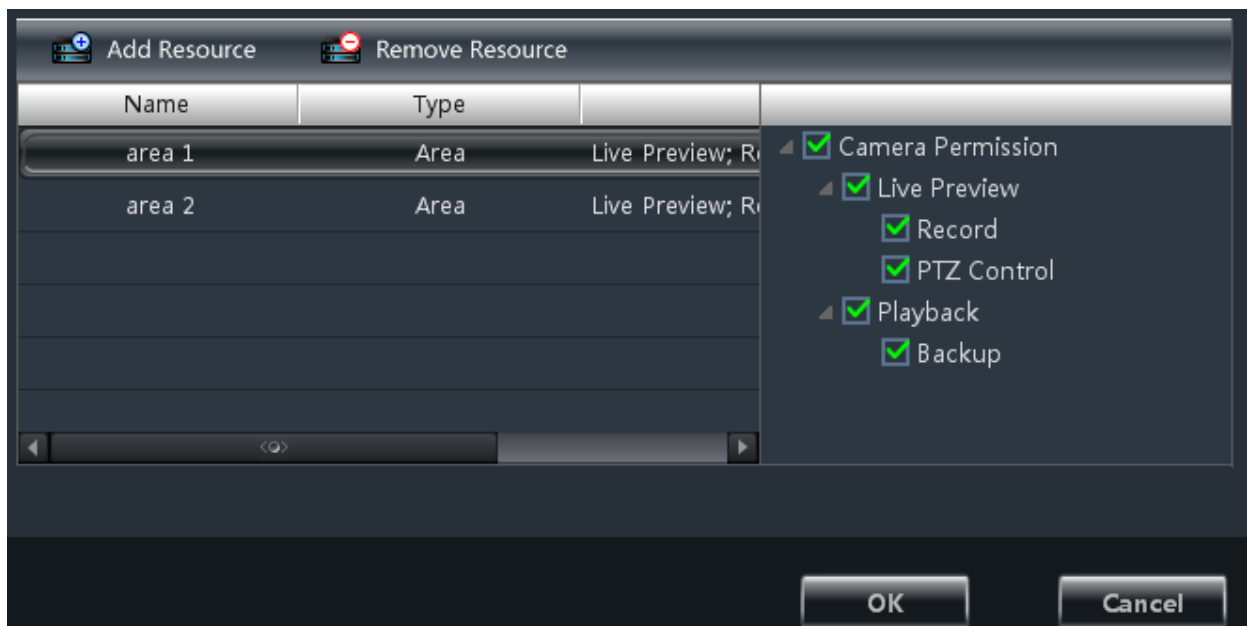 Add Resource Remove Resource
Name Type
area 1 Area Live Preview;
area 2 Area Live Preview;
Camera Permission
Live Preview
Record
PTZ Control
Playback
Backup
OK Cancel